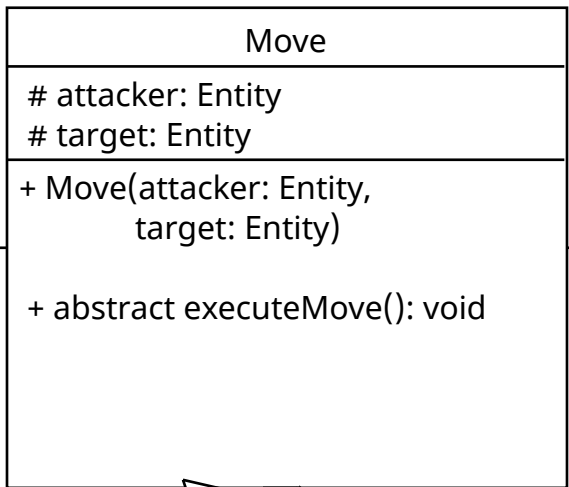 Move
# attacker: Entity
# target: Entity
+ Move(attacker: Entity,
target: Entity)
+ abstract executeMove(): void